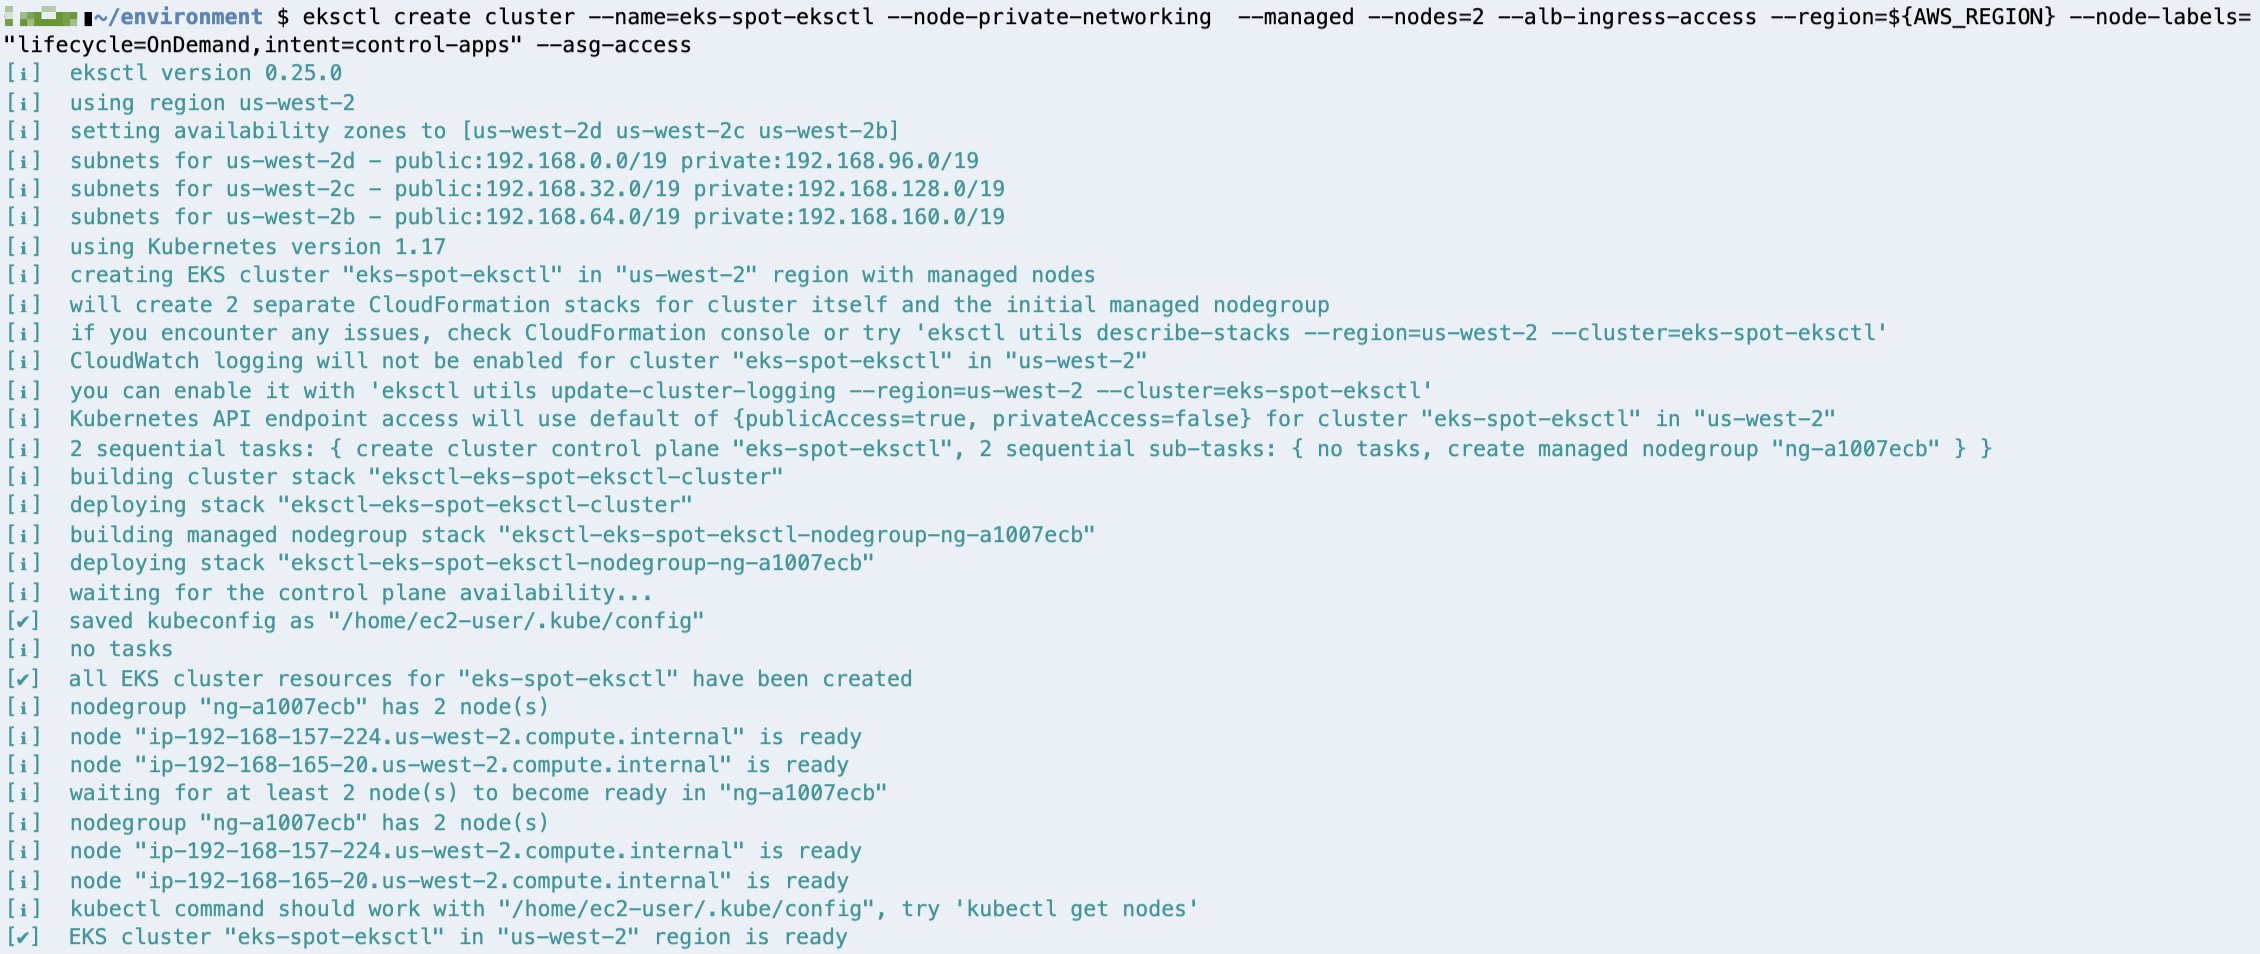 ~/environment $ eksctl create cluster --name=eks-spot-eksctl --node-private-networking  --managed --nodes=2 --alb-ingress-access --region=${AWS_REGION} --node-labels=
"lifecycle=OnDemand,intent=control-apps" --asg-access
[ℹ]  eksctl version 0.25.0
[ℹ]  using region us-west-2
[ℹ]  setting availability zones to [us-west-2d us-west-2c us-west-2b]
[ℹ]  subnets for us-west-2d - public:192.168.0.0/19 private:192.168.96.0/19
[ℹ]  subnets for us-west-2c - public:192.168.32.0/19 private:192.168.128.0/19
[ℹ]  subnets for us-west-2b - public:192.168.64.0/19 private:192.168.160.0/19
[ℹ]  using Kubernetes version 1.17
[ℹ]  creating EKS cluster "eks-spot-eksctl" in "us-west-2" region with managed nodes
[ℹ]  will create 2 separate CloudFormation stacks for cluster itself and the initial managed nodegroup
[ℹ]  if you encounter any issues, check CloudFormation console or try 'eksctl utils describe-stacks --region=us-west-2 --cluster=eks-spot-eksctl'
[ℹ]  CloudWatch logging will not be enabled for cluster "eks-spot-eksctl" in "us-west-2"
[ℹ]  you can enable it with 'eksctl utils update-cluster-logging --region=us-west-2 --cluster=eks-spot-eksctl'
[ℹ]  Kubernetes API endpoint access will use default of {publicAccess=true, privateAccess=false} for cluster "eks-spot-eksctl" in "us-west-2"
[ℹ]  2 sequential tasks: { create cluster control plane "eks-spot-eksctl", 2 sequential sub-tasks: { no tasks, create managed nodegroup "ng-a1007ecb" } }
[ℹ]  building cluster stack "eksctl-eks-spot-eksctl-cluster"
[ℹ]  deploying stack "eksctl-eks-spot-eksctl-cluster"
[ℹ]  building managed nodegroup stack "eksctl-eks-spot-eksctl-nodegroup-ng-a1007ecb"
[ℹ]  deploying stack "eksctl-eks-spot-eksctl-nodegroup-ng-a1007ecb"
[ℹ]  waiting for the control plane availability...
[✔]  saved kubeconfig as "/home/ec2-user/.kube/config"
[ℹ]  no tasks
[✔]  all EKS cluster resources for "eks-spot-eksctl" have been created
[ℹ]  nodegroup "ng-a1007ecb" has 2 node(s)
[ℹ]  node "ip-192-168-157-224.us-west-2.compute.internal" is ready
[ℹ]  node "ip-192-168-165-20.us-west-2.compute.internal" is ready
[ℹ]  waiting for at least 2 node(s) to become ready in "ng-a1007ecb"
[ℹ]  nodegroup "ng-a1007ecb" has 2 node(s)
[ℹ]  node "ip-192-168-157-224.us-west-2.compute.internal" is ready
[ℹ]  node "ip-192-168-165-20.us-west-2.compute.internal" is ready
[ℹ]  kubectl command should work with "/home/ec2-user/.kube/config", try 'kubectl get nodes'
[✔]  EKS cluster "eks-spot-eksctl" in "us-west-2" region is ready